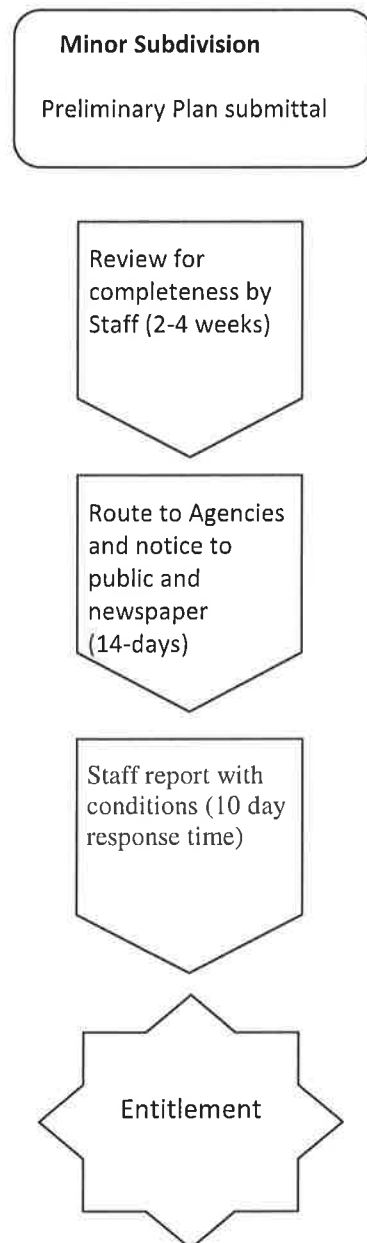 Minor Subdivision
Preliminary Plan submittal
Review for
completeness by
Staff (2-4 weeks)
Route to Agencies
and notice to
public and
newspaper
(14-days)
Staff report with
conditions (10 day
response time)
Entitlement